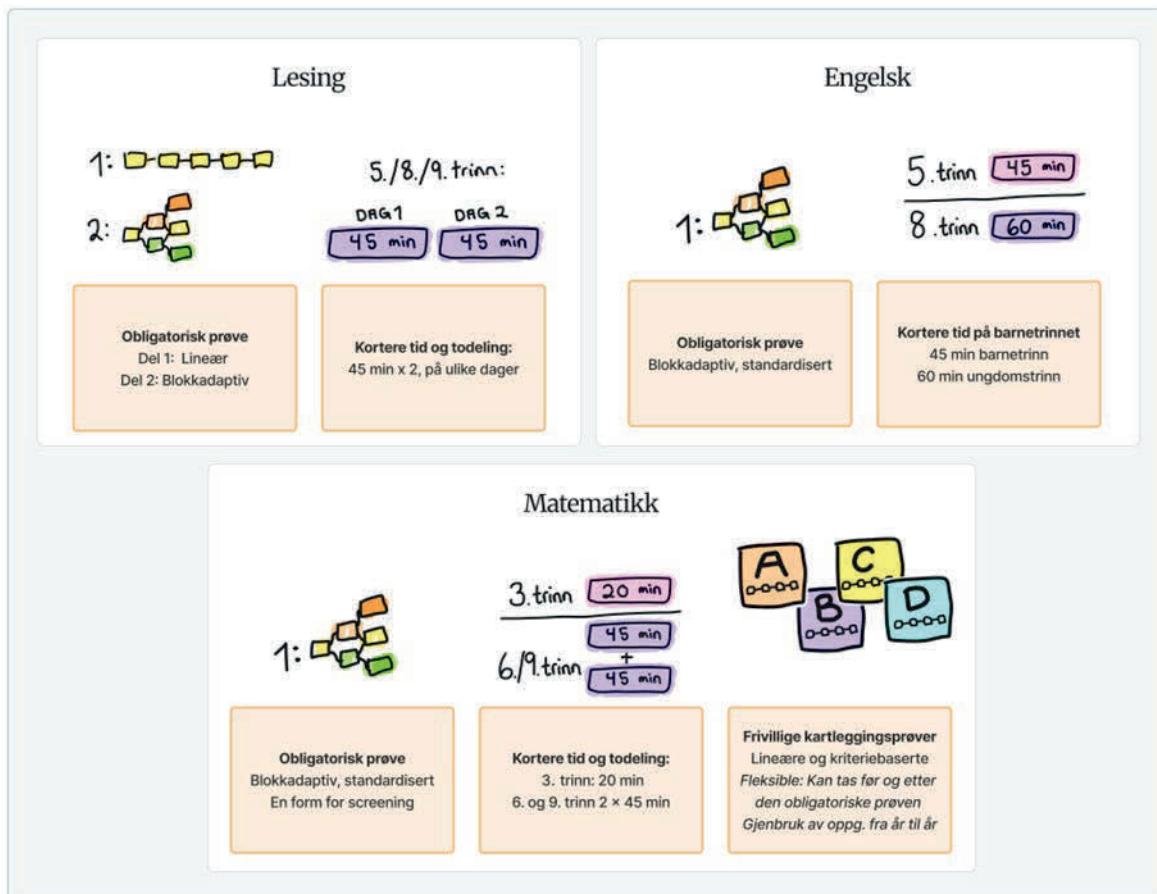 Lesing
1:
2:
5./8./9. trinn:
DAG 1 DAG 2
45 min 45 min
Obligatorisk prøve
Del 1: Lineær
Del 2: Blokkadaptiv
Kortere tid og todeling:
45 min x 2, på ulike dager
Engelsk
1:
5. trinn 45 min
8. trinn 60 min
Obligatorisk prøve
Blokkadaptiv, standardisert
Kortere tid på barnetrinnet
45 min barnetrinn
60 min ungdomstrinn
Matematikk
1:
3. trinn 20 min
6./9. trinn 45 min
+
45 min
A
B
C
D
Obligatorisk prøve
Blokkadaptiv, standardisert
En form for screening
Kortere tid og todeling:
3. trinn: 20 min
6. og 9. trinn 2 × 45 min
Frivillige kartleggingsprøver
Lineære og kriteriebaserte
Fleksible: Kan tas før og etter
den obligatoriske prøven
Gjenbruk av oppg. fra år til år